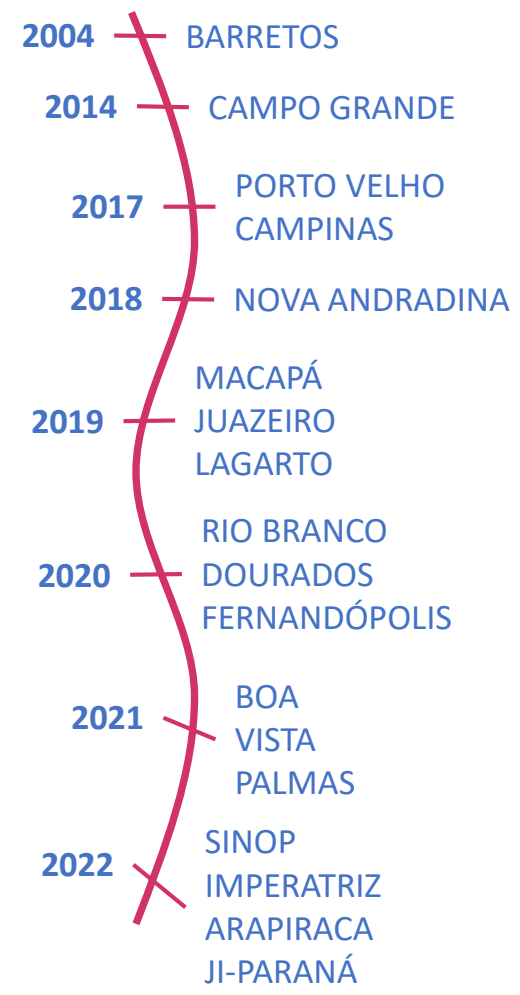 2004 BARRETOS
2014 CAMPO GRANDE
2017 PORTO VELHO
CAMPINAS
2018 NOVA ANDRADINA
MACAPÁ
2019 JUAZEIRO
LAGARTO
RIO BRANCO
2020 DOURADOS
FERNANDÓPOLIS
BOA
2021 VISTA
PALMAS
SINOP
2022 IMPERATRIZ
ARAPIRACA
JI-PARANÁ